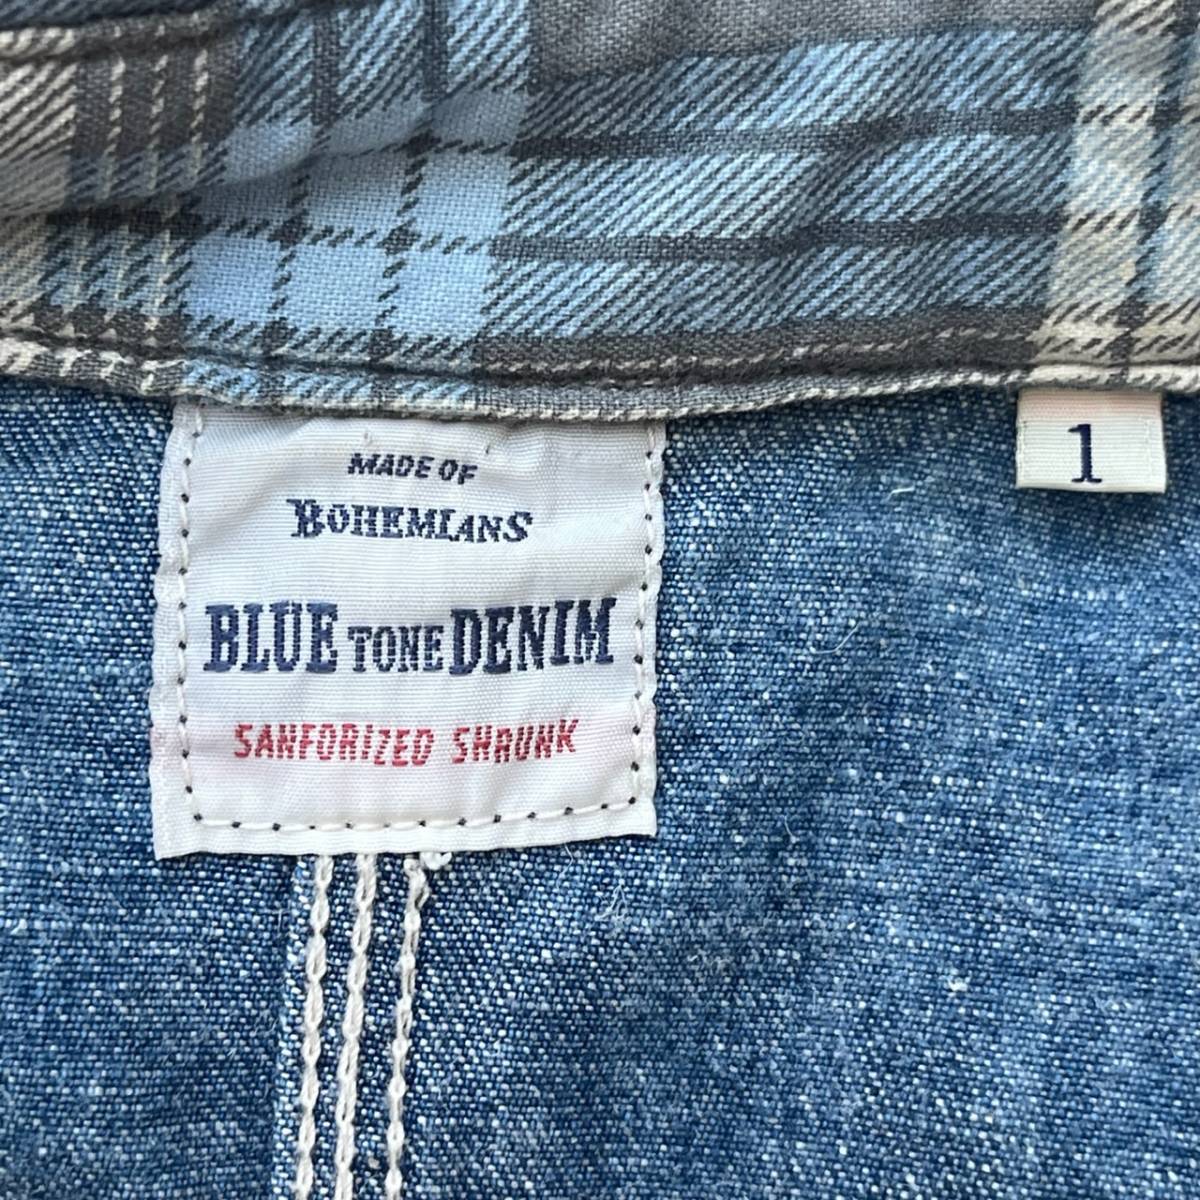 MADE OF
BOHEMIANS
BLUE TONE DENIM
SANFORIZED SHRUNK
1